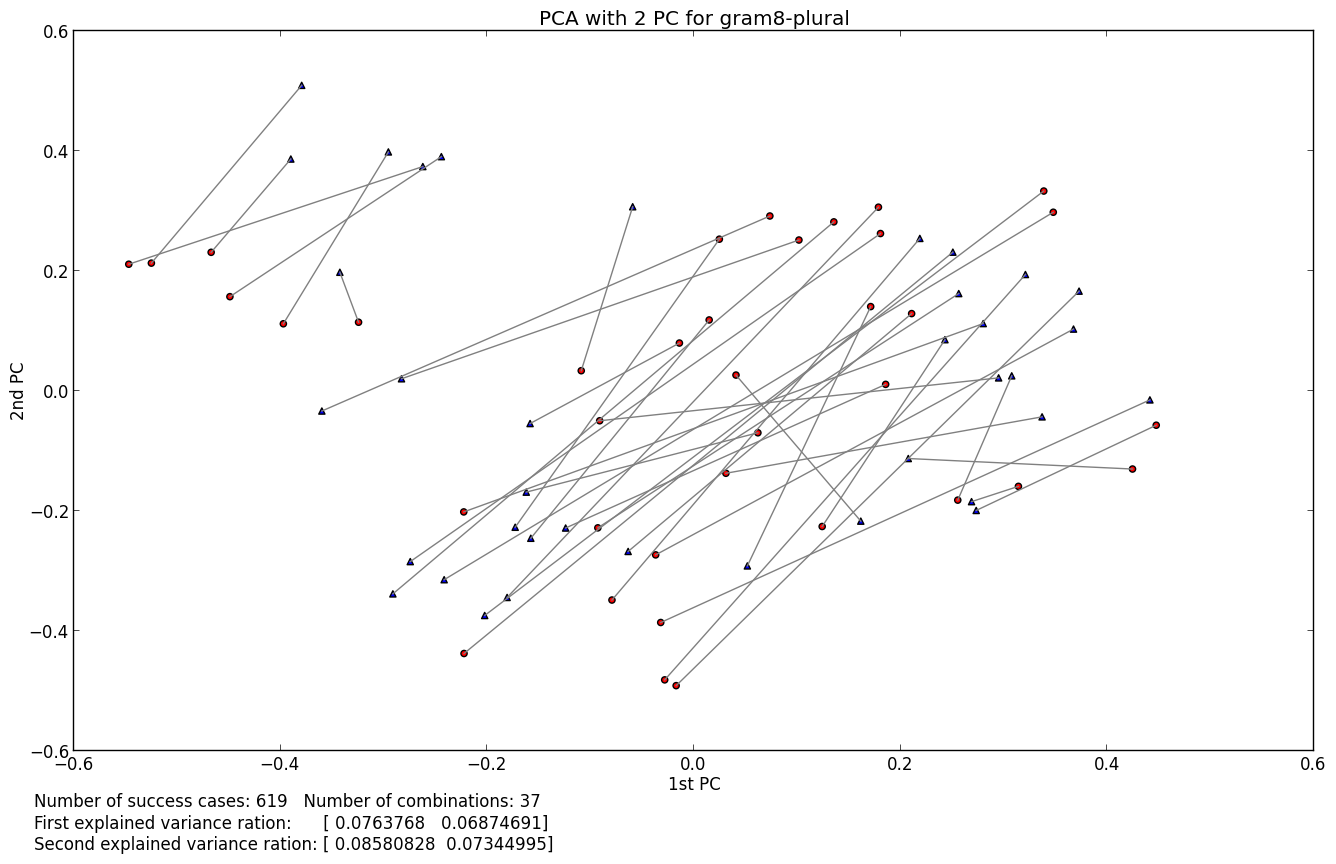 PCA with 2 PC for gram8-plural
0.6
0.4
0.2
0.0
−0.2
−0.4
−0.6
2nd PC
−0.6 −0.4 −0.2 0.0 0.2 0.4 0.6
1st PC
Number of success cases: 619 Number of combinations: 37
First explained variance ration: [ 0.0763768 0.06874691]
Second explained variance ration: [ 0.08580828 0.07344995]